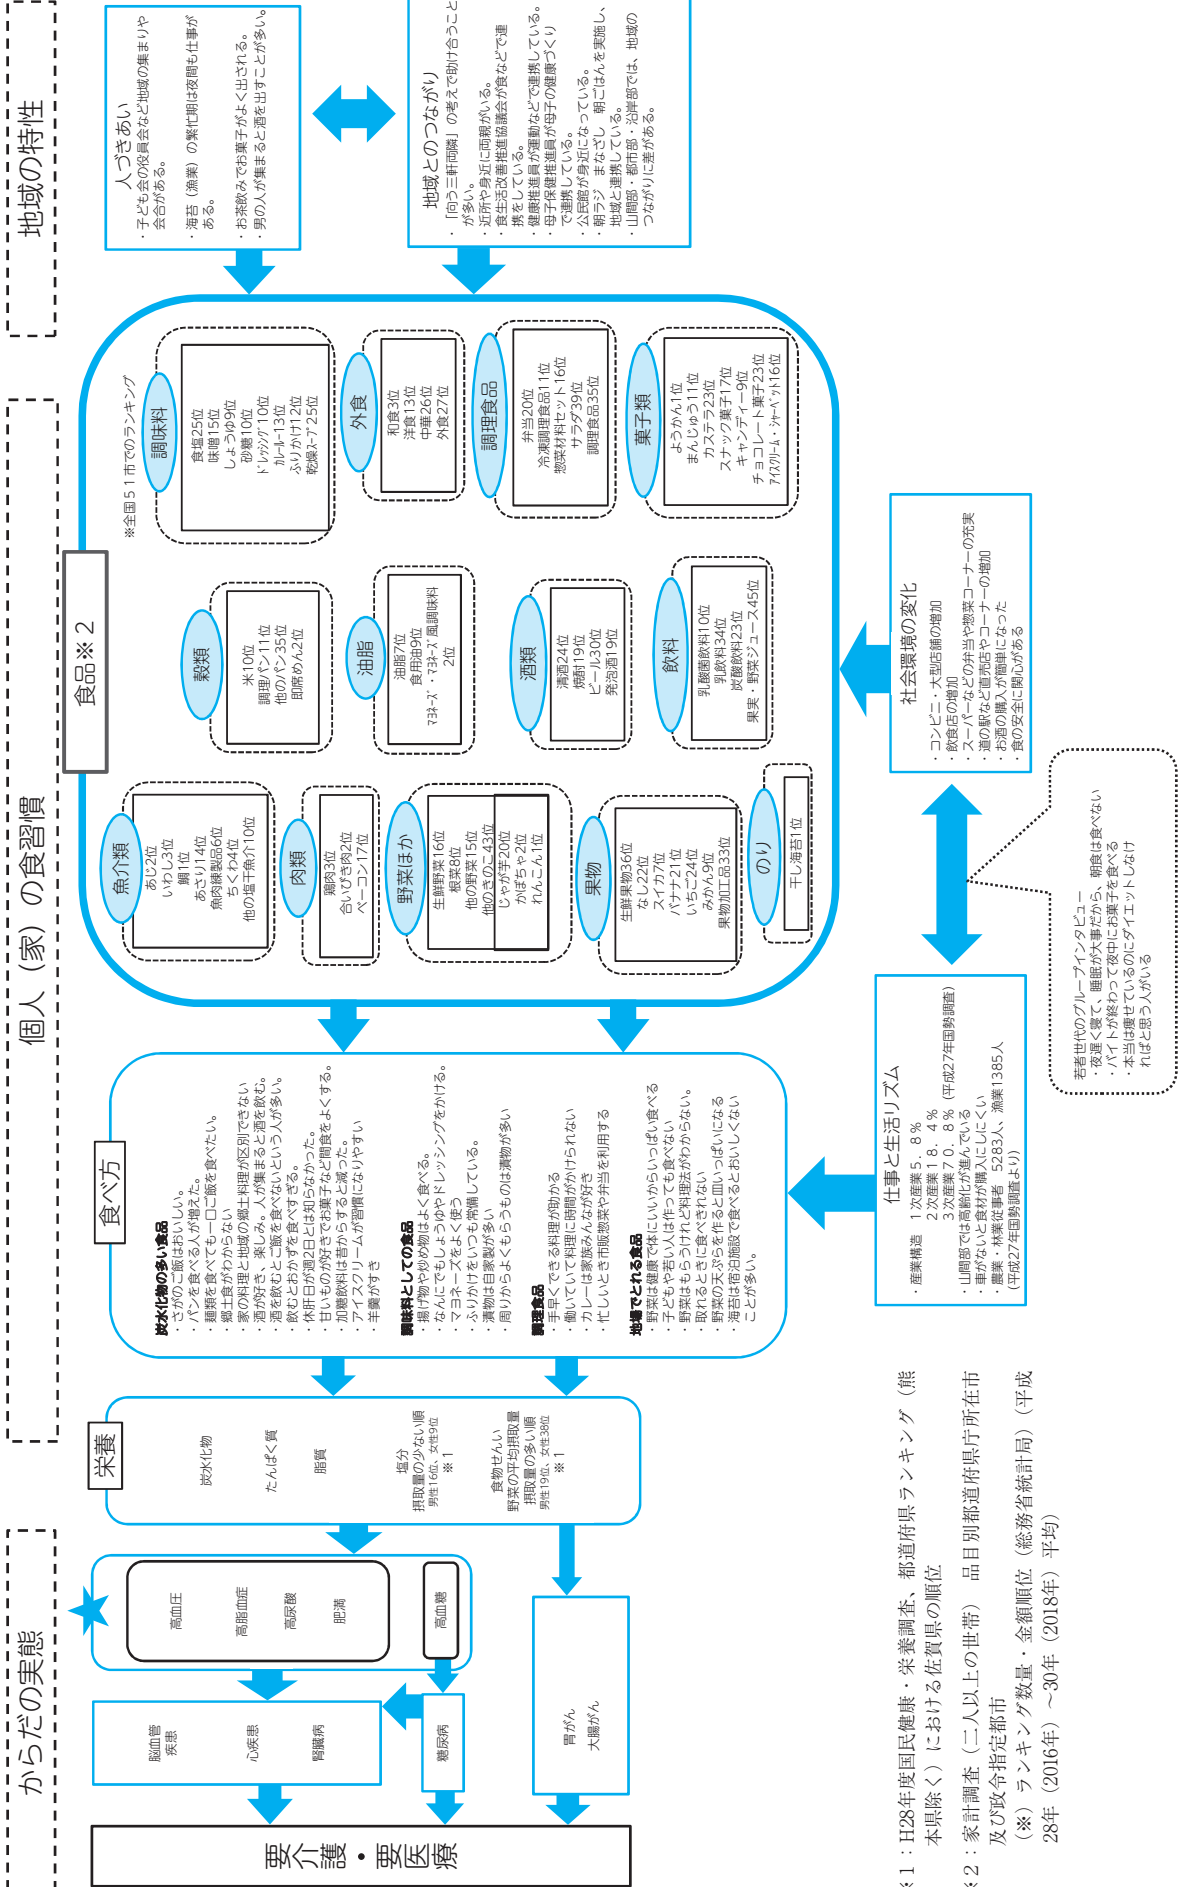 からだの実態
個人（家）の食習慣
地域の特性
要介護・要医療
脳血管
疾患
心疾患
腎臓病
糖尿病
胃がん
大腸がん
高血圧
高脂血症
高尿酸
肥満
高血糖
栄養
炭水化物
たんぱく質
脂質
塩分
摂取量の少ない順
男性16位、女性9位
※１
食物せんい
野菜の平均摂取量
摂取量の多い順
男性19位、女性38位
※１
食べ方
炭水化物の多い食品
・さがのご飯はおいしい。
・パンを食べる人が増えた。
・麺類を食べても一口ご飯を食べたい。
・郷土食がわからない
・家の料理と地域の郷土料理が区別できない
・酒が好き、楽しみ。人が集まると酒を飲む。
・酒を飲むとご飯を食べないという人が多い。
・飲むとおかずを食べすぎる。
・休肝日が週2日とは知らなかった。
・甘いものが好きでお菓子など間食をよくする。
・加糖飲料は昔からすると減った。
・アイスクリームが習慣になりやすい
・羊羹がすき
調味料としての食品
・揚げ物や炒め物はよく食べる。
・なんにでもしょうゆやドレッシングをかける。
・マヨネーズをよく使う
・ふりかけをいつも常備している。
・漬物は自家製が多い
・周りからよくもらうものは漬物が多い
調理食品
・手早くできる料理が助かる
・働いていて料理に時間がかけられない
・カレーは家族みんなが好き
・忙しいとき市販惣菜や弁当を利用する
地場でとれる食品
・野菜は健康で体にいいからいっぱい食べる
・子どもや若い人は作っても食べない
・野菜はもらうけれど料理法がわからない。
・取れるときに食べきれない
・野菜の天ぷらを作ると皿いっぱいになる
・海苔は宿泊施設で食べるとおいしくない
ことが多い。
食品※２
※全国５１市でのランキング
魚介類
あじ2位
いわし3位
鯛1位
あさり14位
魚肉練製品6位
ちくわ4位
他の塩干魚介10位
肉類
鶏肉3位
合いびき肉2位
ベーコン17位
野菜ほか
生鮮野菜16位
根菜8位
他の野菜15位
他のきのこ43位
じゃが芋20位
かぼちゃ2位
れんこん1位
果物
生鮮果物36位
なし22位
スイカ7位
バナナ21位
いちご24位
みかん9位
果物加工品33位
のり
干し海苔1位
穀類
米10位
調理パン11位
他のパン35位
即席めん2位
油脂
油脂7位
食用油9位
ﾏﾖﾈｰｽﾞ・ﾏﾖﾈｰｽﾞ風調味料
2位
酒類
清酒24位
焼酎19位
ビール30位
発泡酒19位
飲料
乳酸菌飲料10位
乳飲料34位
炭酸飲料23位
果実・野菜ジュース45位
調味料
食塩25位
味噌15位
しょうゆ9位
砂糖10位
ﾄﾞﾚｯｼﾝｸﾞ10位
ｶﾚｰﾙｰ13位
ふりかけ12位
乾燥ｽｰﾌﾟ25位
外食
和食3位
洋食13位
中華26位
外食27位
調理食品
弁当20位
冷凍調理食品11位
惣菜材料セット16位
サラダ39位
調理食品35位
菓子類
ようかん1位
まんじゅう11位
カステラ23位
スナック菓子17位
キャンディー9位
チョコレート菓子23位
ｱｲｽｸﾘｰﾑ・ｼｬｰﾍﾞｯﾄ16位
人づきあい
・子ども会の役員会など地域の集まりや
会合がある。
・海苔（漁業）の繁忙期は夜間も仕事が
ある。
・お茶飲みでお菓子がよく出される。
・男の人が集まると酒を出すことが多い。
地域とのつながり
・「向う三軒両隣」の考えで助け合うこと
が多い。
・近所や身近に両親がいる。
・食生活改善推進協議会が食などで連
携をしている。
・健康推進員が運動などで連携している。
・母子保健推進員が母子の健康づくり
で連携している。
・公民館が身近になっている。
・朝ラジ まなざし 朝ごはんを実施し、
地域と連携している。
・山間部・都市部・沿岸部では、地域の
つながりに差がある。
仕事と生活リズム
・産業構造 １次産業５．８％
２次産業１８．４％
３次産業７０．８％（平成27年国勢調査）
・山間部では高齢化が進んでいる
・車がないと食材が購入にしにくい
・農業・林業従事者 5283人、漁業1385人
（平成27年国勢調査より）
社会環境の変化
・コンビニ・大型店舗の増加
・飲食店の増加
・スーパーなどの弁当や惣菜コーナーの充実
・道の駅など直売店やコーナーの増加
・お酒の購入が簡単になった
・食の安全に関心がある
若者世代のグループインタビュー
・夜遅く寝て、睡眠が大事だから、朝食は食べない
・バイトが終わって夜中にお菓子を食べる
・本当は痩せているのにダイエットしなけ
ればと思う人がいる
※１：H28年度国民健康・栄養調査、都道府県ランキング（熊
本県除く）における佐賀県の順位
※２：家計調査（二人以上の世帯） 品目別都道府県庁所在市
及び政令指定都市
（※）ランキング数量・金額順位（総務省統計局）（平成
28年（2016年）～30年（2018年）平均）